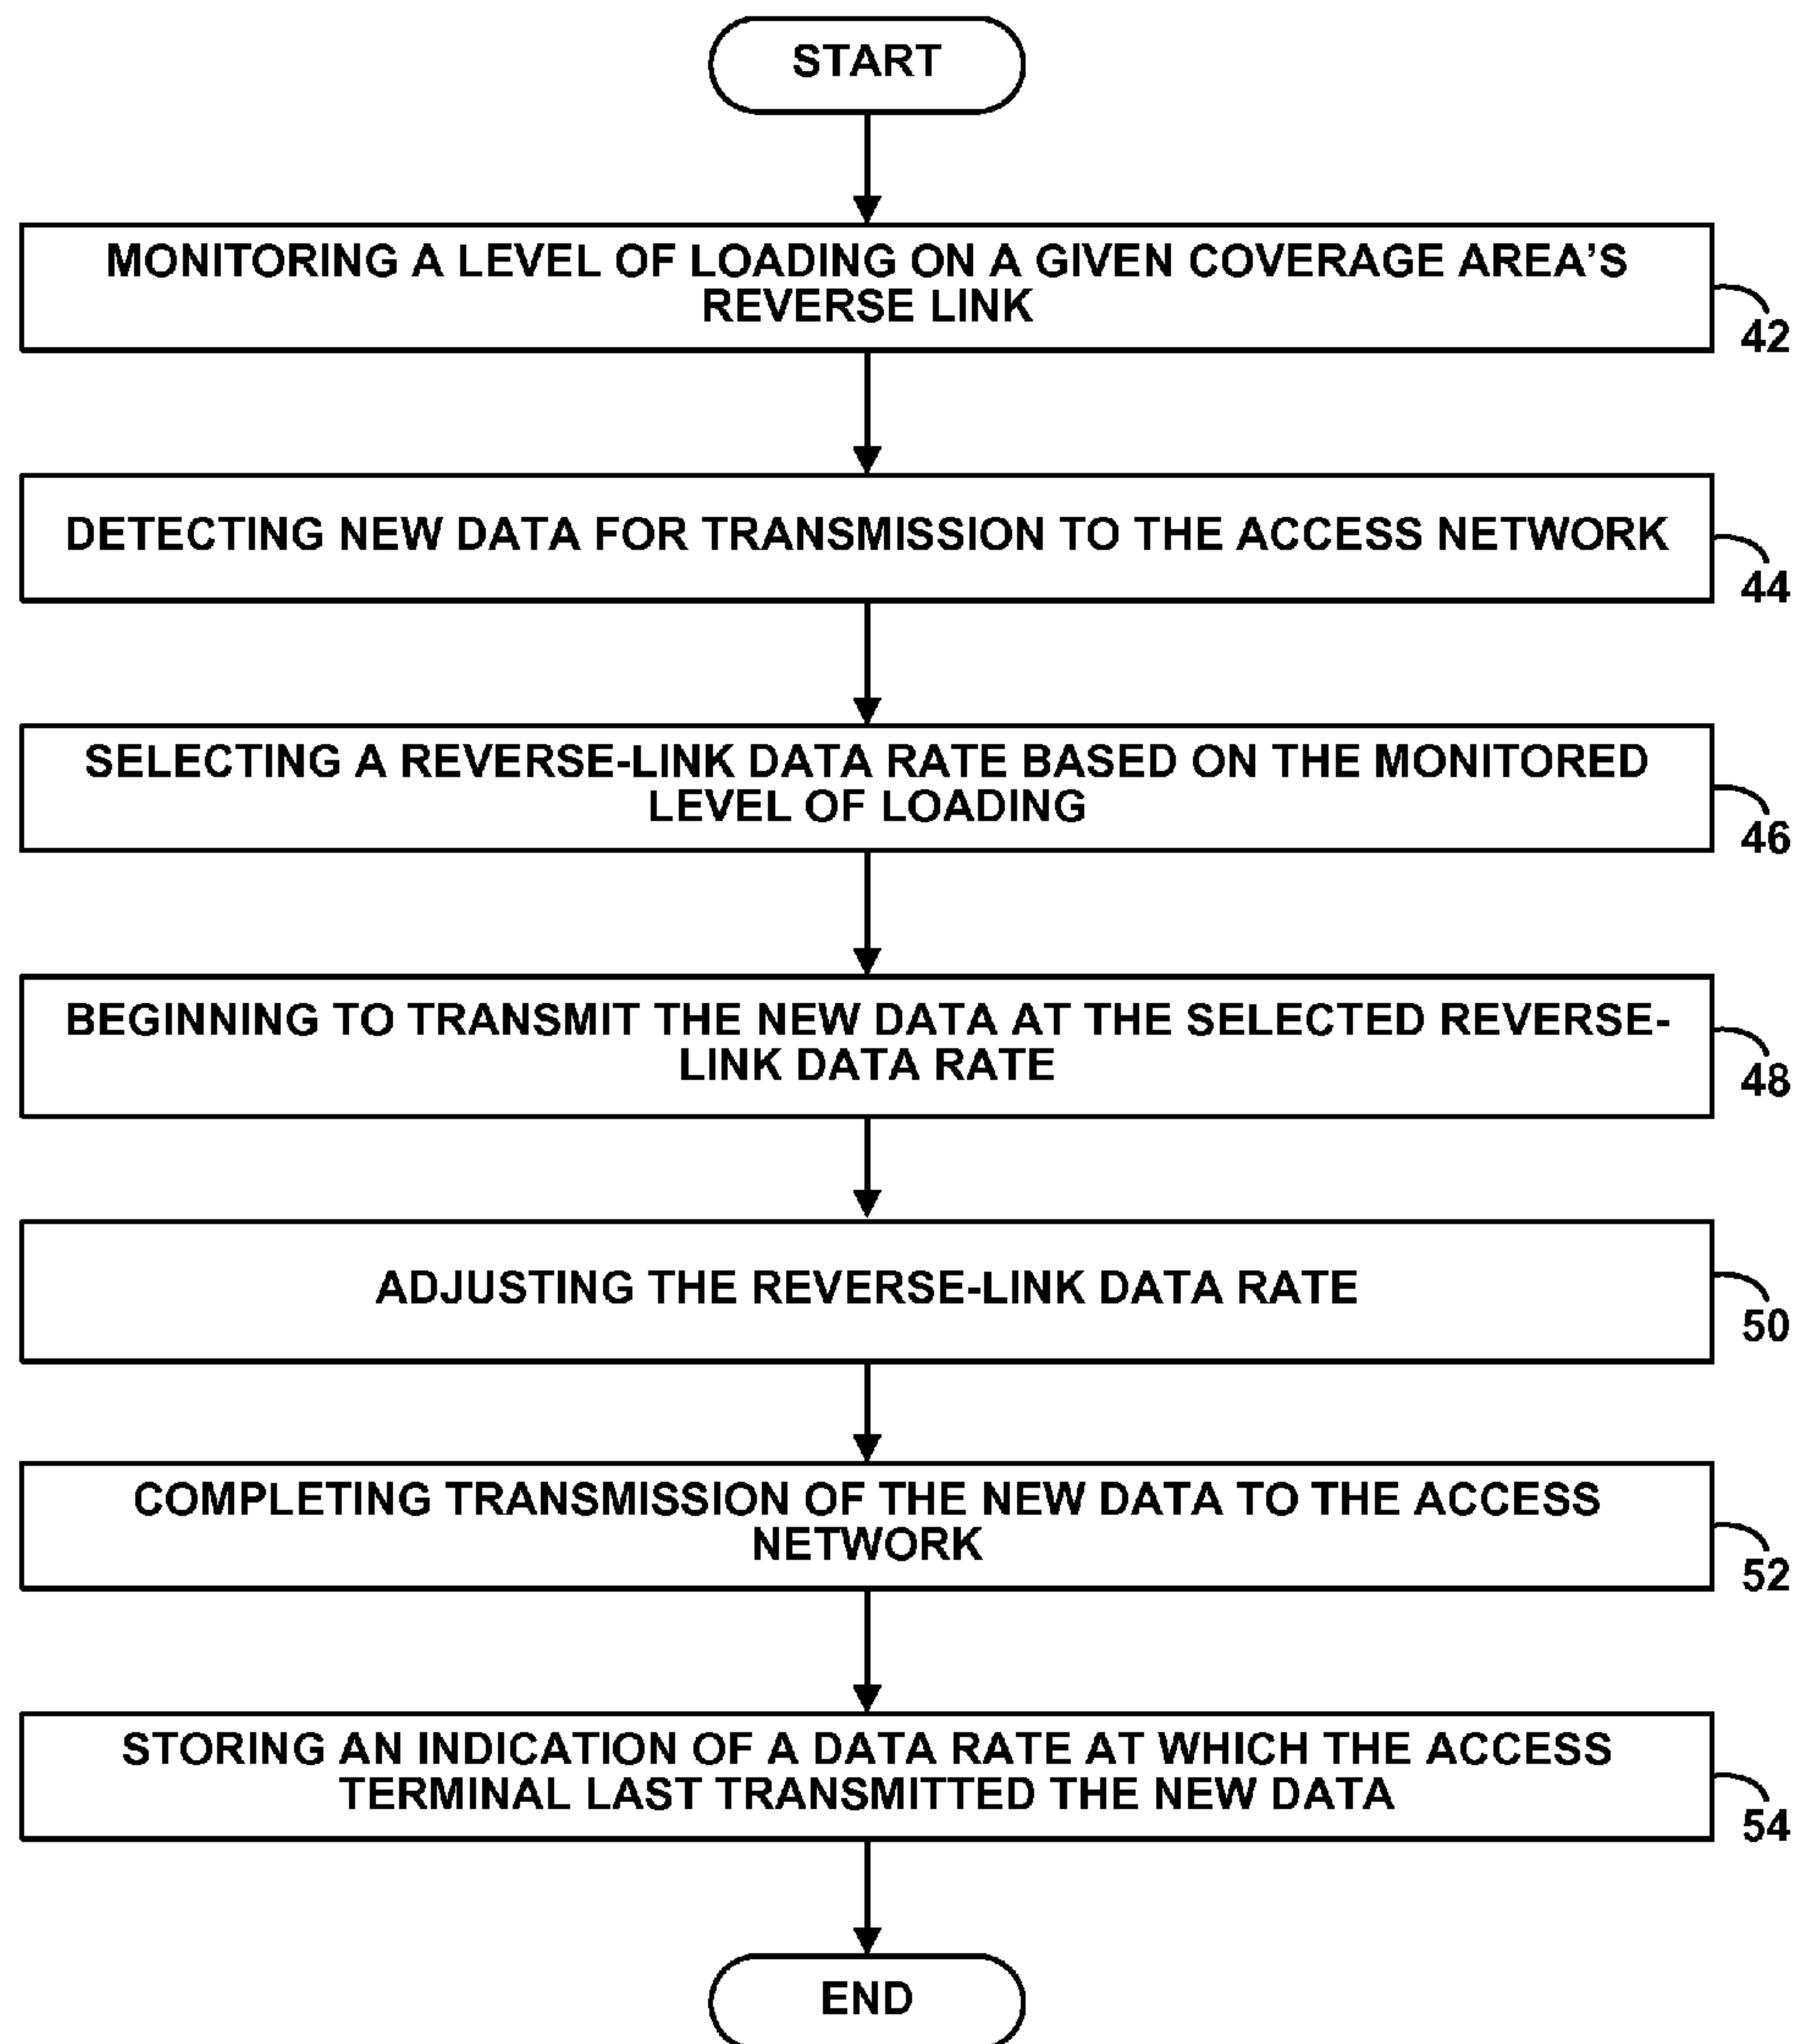 START
MONITORING A LEVEL OF LOADING ON A GIVEN COVERAGE AREA’S
REVERSE LINK
42
DETECTING NEW DATA FOR TRANSMISSION TO THE ACCESS NETWORK
44
SELECTING A REVERSE-LINK DATA RATE BASED ON THE MONITORED
LEVEL OF LOADING
46
BEGINNING TO TRANSMIT THE NEW DATA AT THE SELECTED REVERSE-
LINK DATA RATE
48
ADJUSTING THE REVERSE-LINK DATA RATE
50
COMPLETING TRANSMISSION OF THE NEW DATA TO THE ACCESS
NETWORK
52
STORING AN INDICATION OF A DATA RATE AT WHICH THE ACCESS
TERMINAL LAST TRANSMITTED THE NEW DATA
54
END